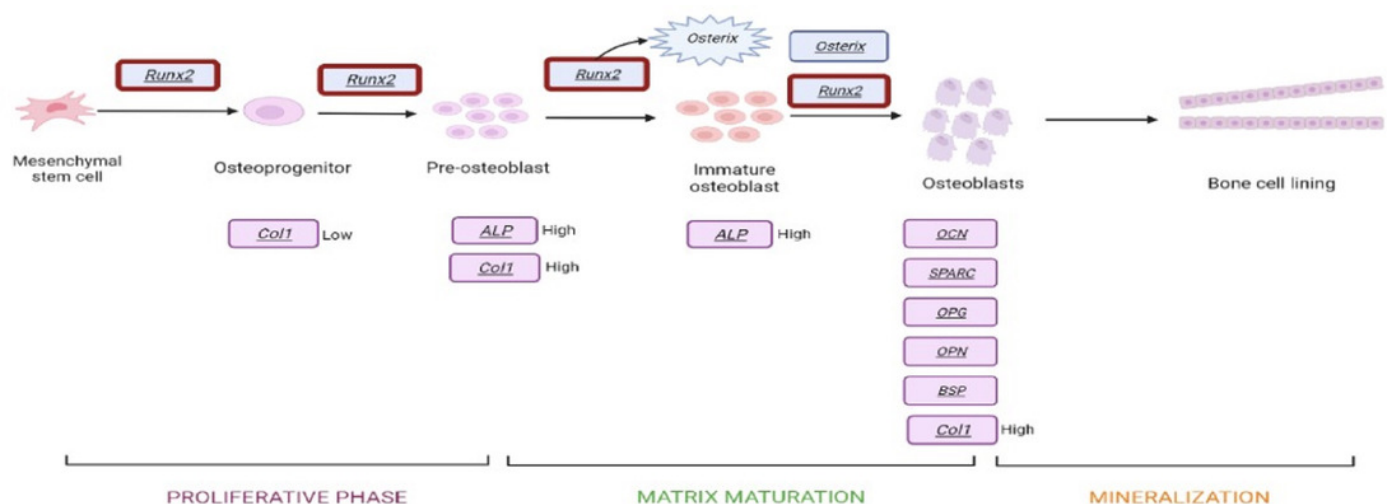 Osterix
Osterix
Runx2
Runx2
Runx2
Runx2
Mesenchymal
stem cell
Osteoprogenitor
Pre-osteoblast
Immature
osteoblast
Osteoblasts
Bone cell lining
Col1 Low
ALP High
Col1 High
ALP High
OCN
SPARC
OPG
OPN
BSP
Col1 High
PROLIFERATIVE PHASE
MATRIX MATURATION
MINERALIZATION